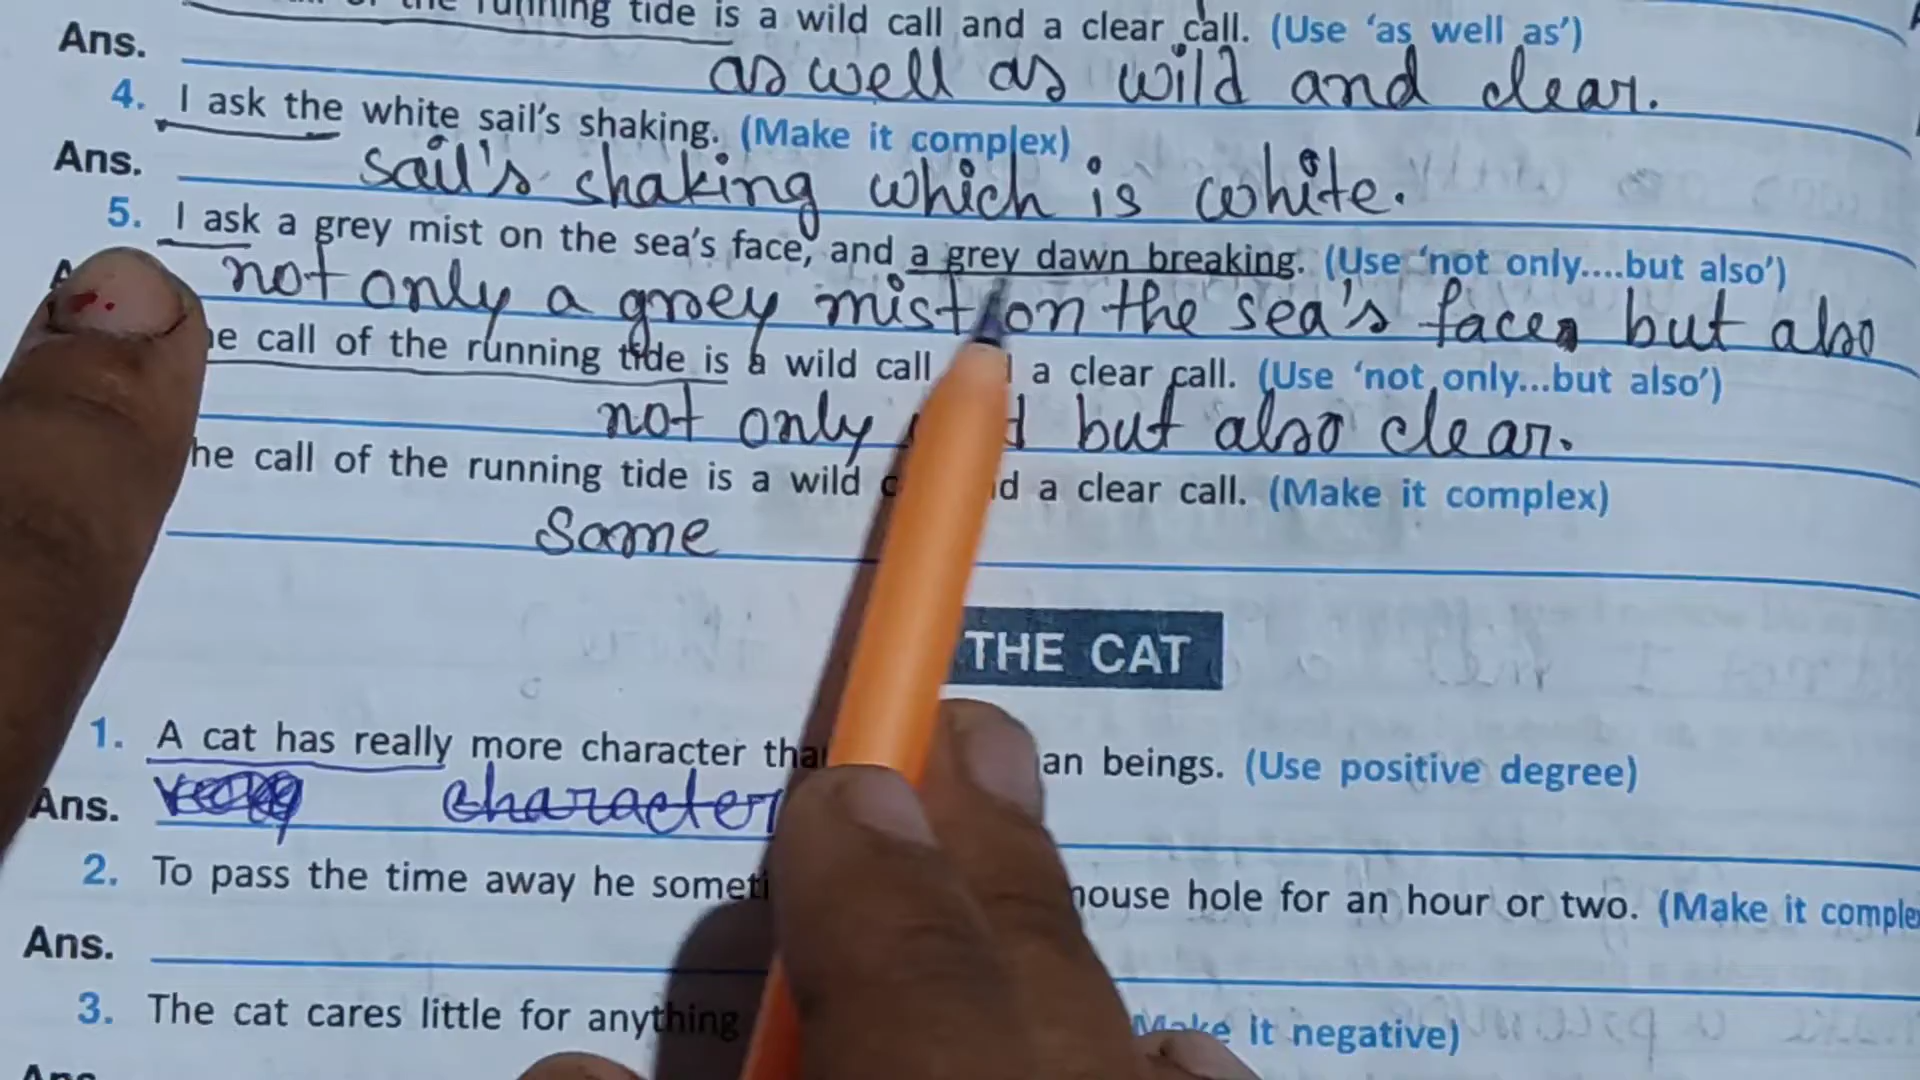 the running tide is a wild call and a clear call. (Use ‘as well as’)
Ans. as well as wild and clear.
4. I ask the white sail's shaking. (Make it complex)
Ans. sail's shaking which is white.
5. I ask a grey mist on the sea's face, and a grey dawn breaking. (Use ‘not only....but also’)
not only a grey mist on the sea's face, but also
he call of the running tide is a wild call a clear call. (Use ‘not only...but also’)
not only but also clear.
he call of the running tide is a wild a clear call. (Make it complex)
Same
THE CAT
1. A cat has really more character beings. (Use positive degree)
Ans. character
2. To pass the time away he hole for an hour or two. (Make it
Ans.
3. The cat cares little for anything (Make it negative)